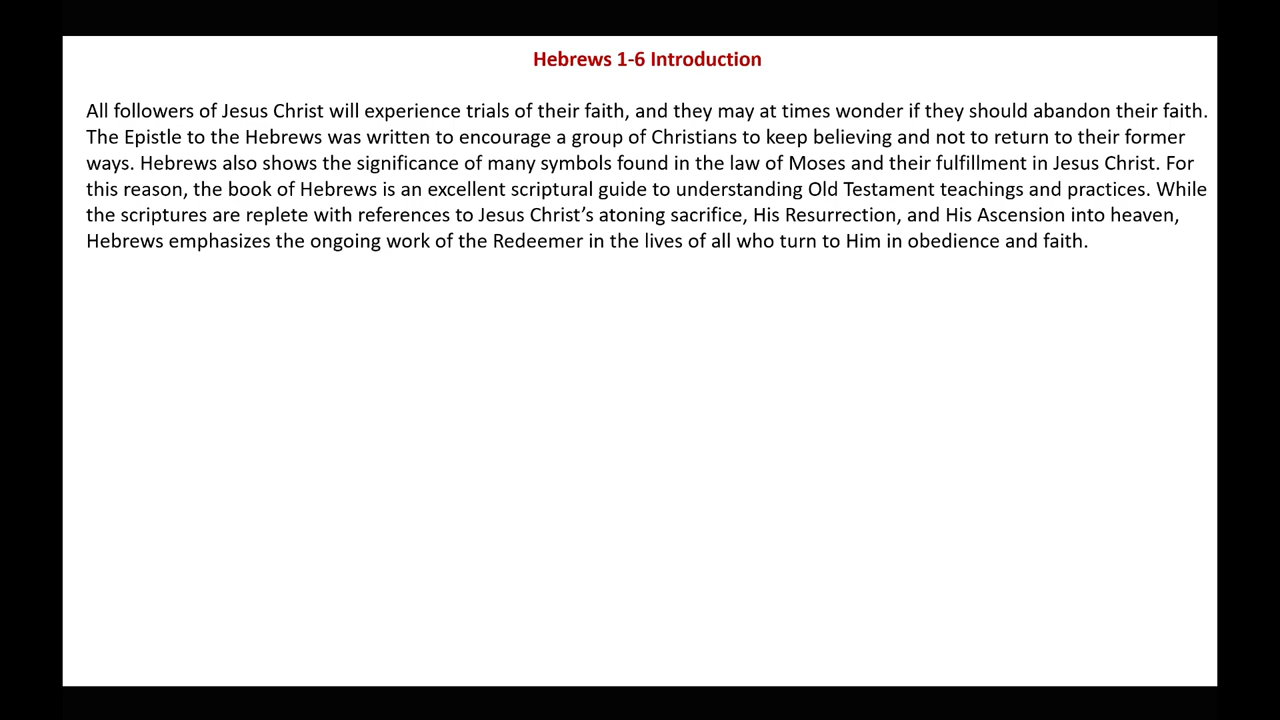 Hebrews 1-6 Introduction
All followers of Jesus Christ will experience trials of their faith, and they may at times wonder if they should abandon their faith.
The Epistle to the Hebrews was written to encourage a group of Christians to keep believing and not to return to their former
ways. Hebrews also shows the significance of many symbols found in the law of Moses and their fulfillment in Jesus Christ. For
this reason, the book of Hebrews is an excellent scriptural guide to understanding Old Testament teachings and practices. While
the scriptures are replete with references to Jesus Christ’s atoning sacrifice, His Resurrection, and His Ascension into heaven,
Hebrews emphasizes the ongoing work of the Redeemer in the lives of all who turn to Him in obedience and faith.